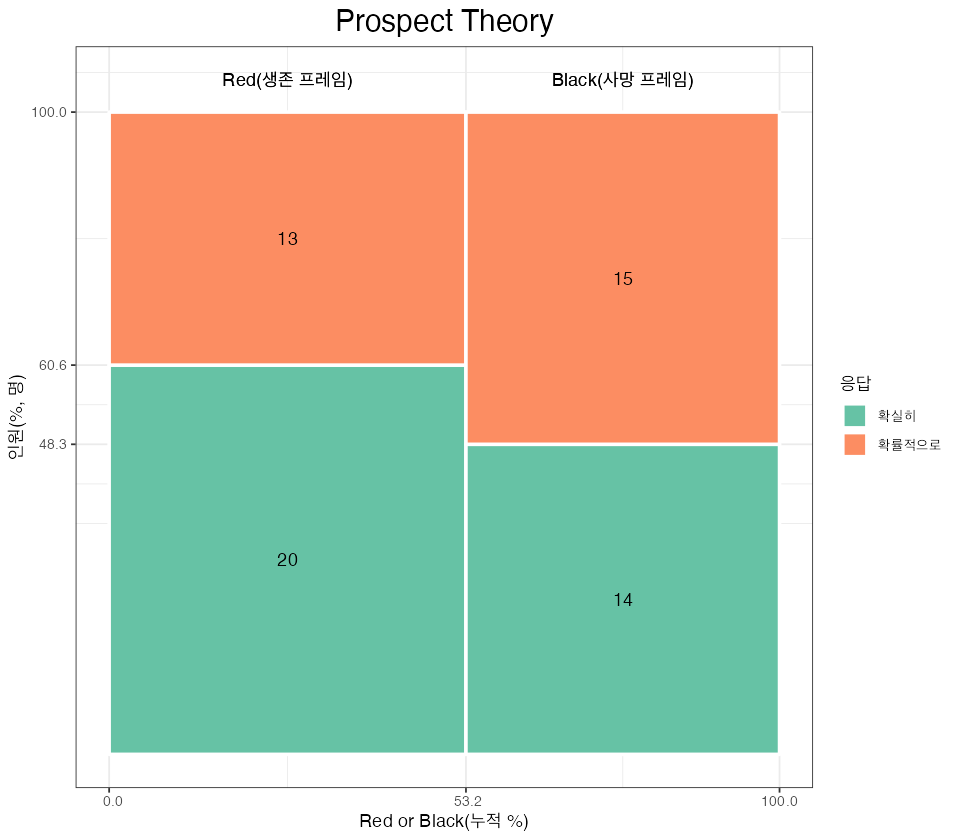 Prospect Theory
Red(생존 프레임)
Black(사망 프레임)
100.0
60.6
48.3
인원(%, 명)
13
15
20
14
0.0
53.2
100.0
Red or Black(누적 %)
응답
확실히
확률적으로